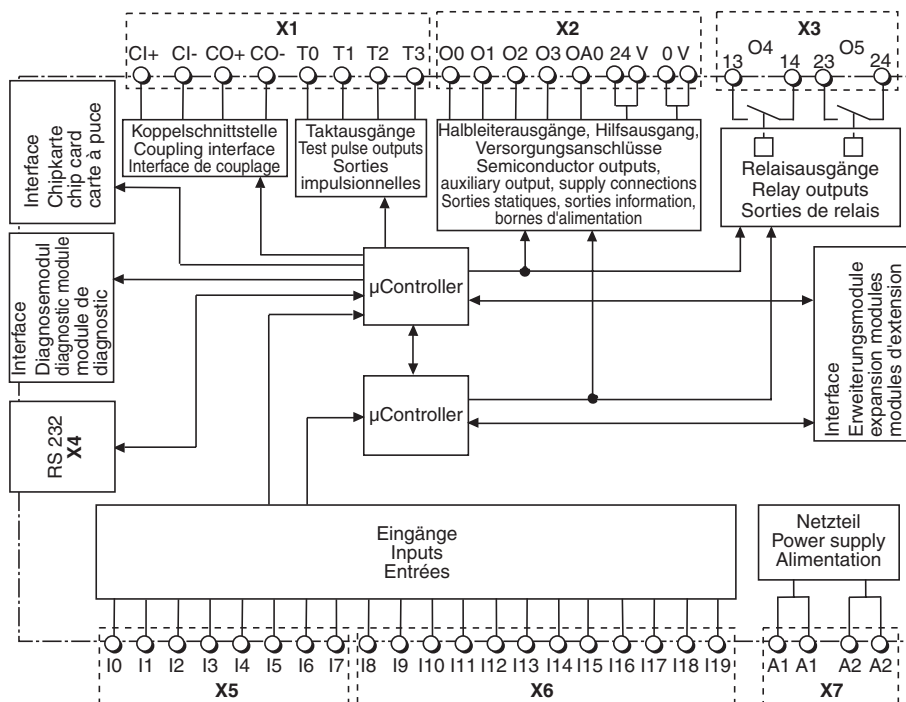 X1
X2
X3
CI+ CI- CO+ CO- T0 T1 T2 T3
O0 O1 O2 O3 OA0 24 V 0 V
O4 O5
13 14 23 24
Interface
Chipkarte
chip card
carte à puce
Koppelschnittstelle
Coupling interface
Interface de couplage
Taktausgänge
Test pulse outputs
Sorties
impulsionnelles
Halbleiterausgänge, Hilfsausgang,
Versorgungsanschlüsse
Semiconductor outputs,
auxiliary output, supply connections
Sorties statiques, sorties information,
bornes d'alimentation
Relaisausgänge
Relay outputs
Sorties de relais
Interface
Diagnosemodul
diagnostic module
module de
diagnostic
µController
µController
Interface
Erweiterungsmodule
expansion modules
modules d'extension
RS 232
X4
Eingänge
Inputs
Entrées
Netzteil
Power supply
Alimentation
I0 I1 I2 I3 I4 I5 I6 I7
I8 I9 I10 I11 I12 I13 I14 I15 I16 I17 I18 I19
A1 A1 A2 A2
X5
X6
X7